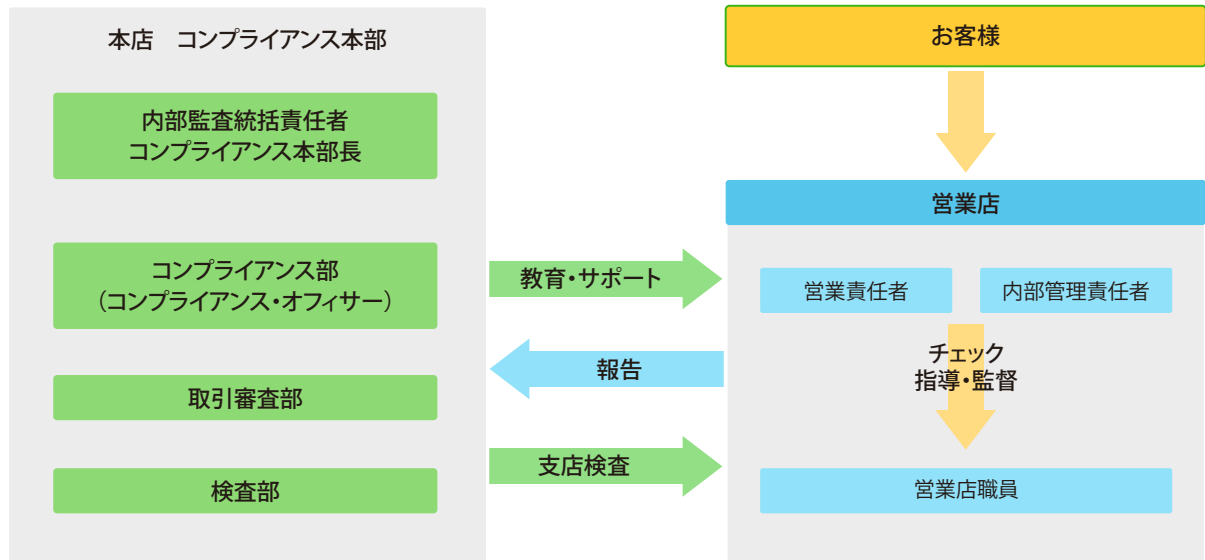 本店　コンプライアンス本部
内部監査統括責任者
コンプライアンス本部長
コンプライアンス部
（コンプライアンス・オフィサー）
取引審査部
検査部
教育・サポート
報告
支店検査
お客様
営業店
営業責任者
内部管理責任者
チェック
指導・監督
営業店職員